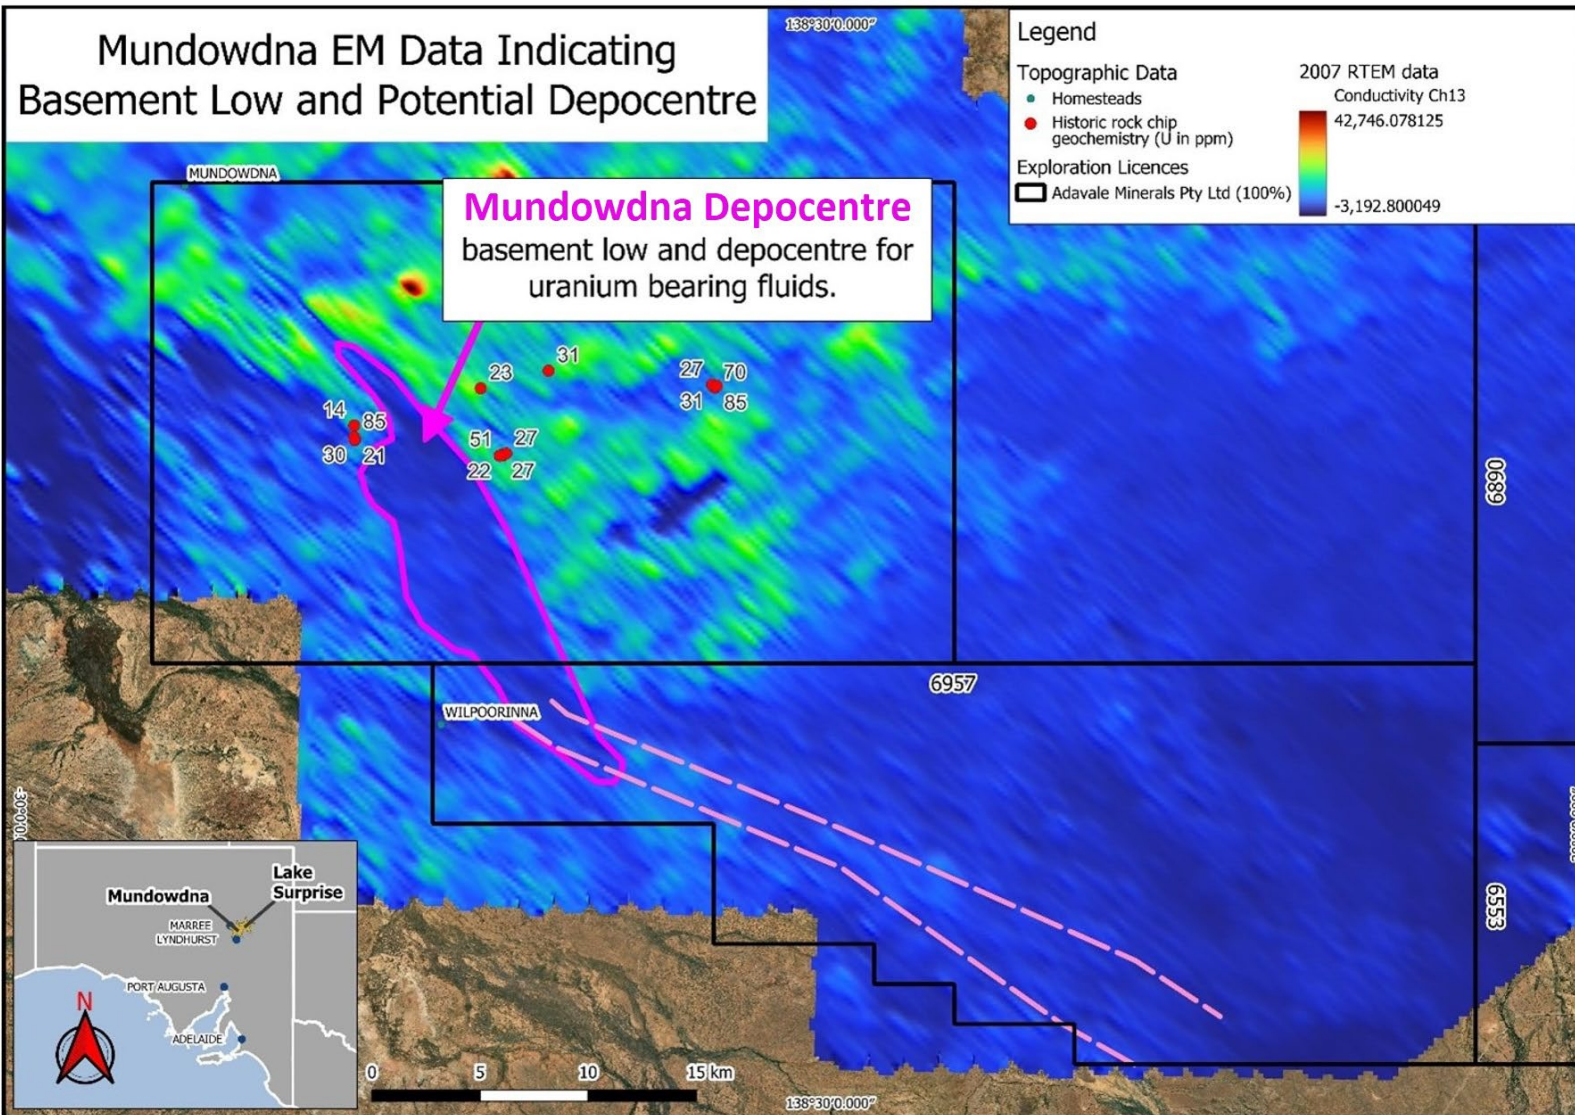 Mundowdna EM Data Indicating
Basement Low and Potential Depocentre
138°30'0.000"
Legend
Topographic Data
Homesteads
Historic rock chip
geochemistry (U in ppm)
Exploration Licences
Adavale Minerals Pty Ltd (100%)
2007 RTEM data
Conductivity Ch13
42,746.078125
-3,192.800049
MUNDOWDNA
Mundowdna Depocentre
basement low and depocentre for
uranium bearing fluids.
31
23
27 70
31 85
14 85
30 21
51 27
22 27
6890
6957
WILPOORINNA
6553
Mundowdna
Lake
Surprise
MARREE
LYNDHURST
PORT AUGUSTA
ADELAIDE
N
0 5 10 15 km
138°30'0.000"